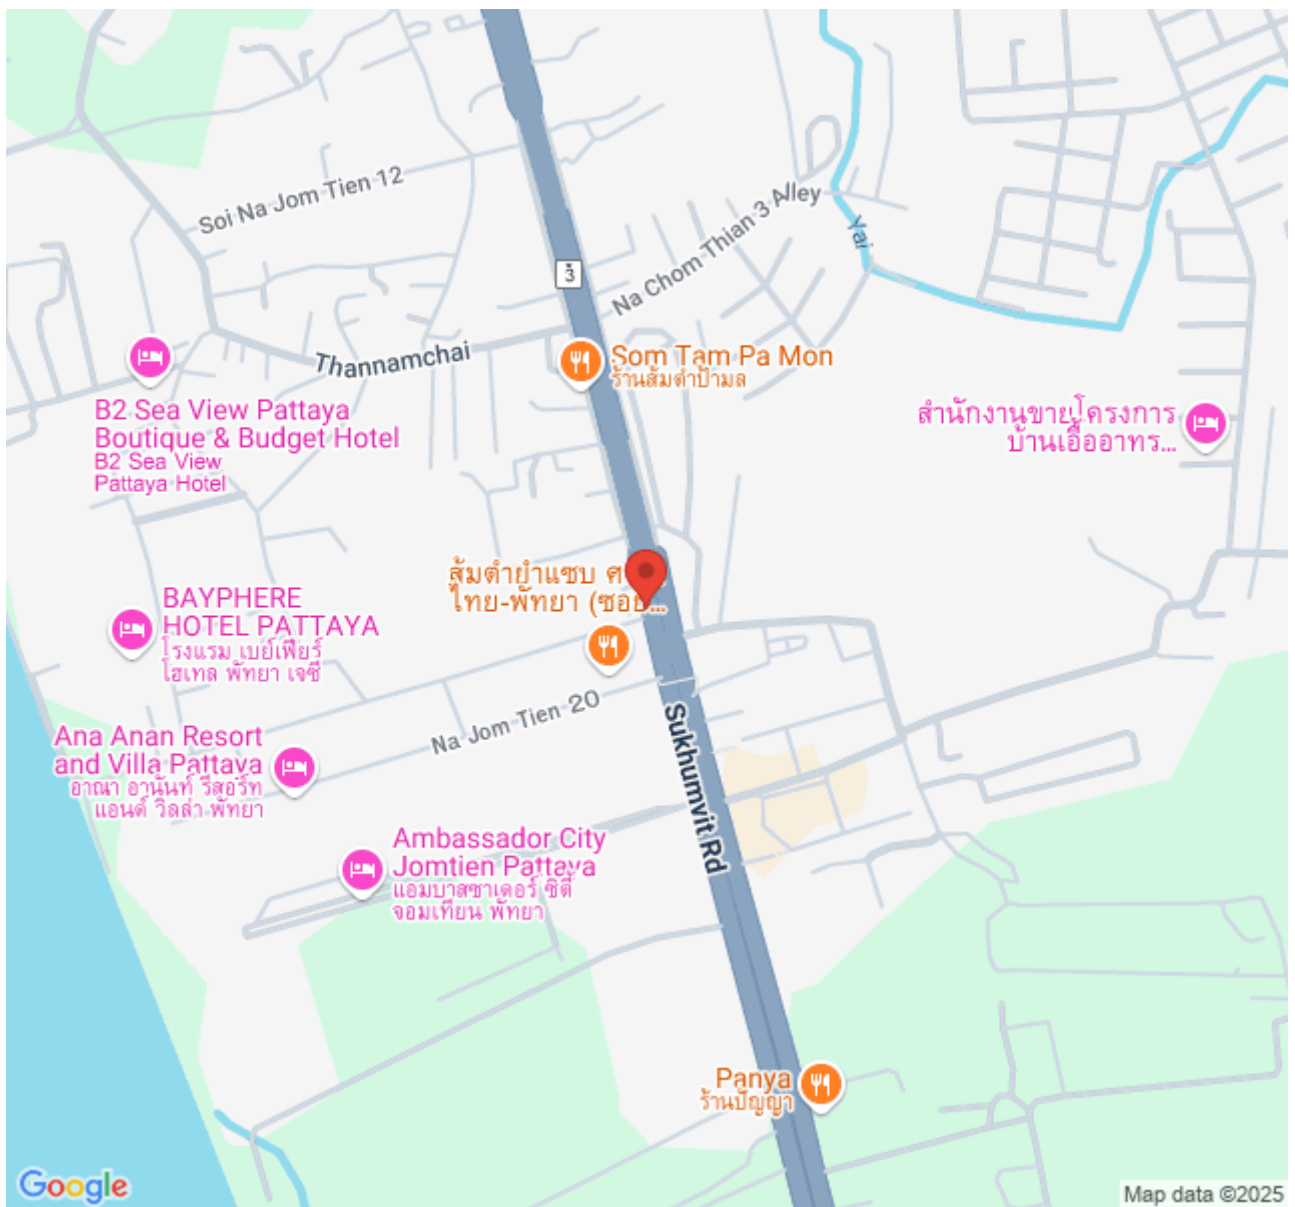 Soi Na Jom Tien 12
Na Chom Thian 3 Alley
Yai
3
Thannamchai
Som Tam Pa Mon
ร้านส้มตำป้ามล
B2 Sea View Pattaya
Boutique & Budget Hotel
B2 Sea View
Pattaya Hotel
สำนักงานขายโครงการ
บ้านเอื้ออาทร...
ส้มตำยำแซบ
ไทย-พัทยา (ซอย...
BAYPHERE
HOTEL PATTAYA
โรงแรม เบย์เฟียร์
โฮเทล พัทยา เจซี
Na Jom Tien 20
Sukhumvit Rd
Ana Anan Resort
and Villa Pattaya
อาณา อานันท์ รีสอร์ท
แอนด์ วิลล่า พัทยา
Ambassador City
Jomtien Pattaya
แอมบาสซาเดอร์ ซิตี้
จอมเทียน พัทยา
Panya
ร้านปัญญา
Google
Map data ©2025